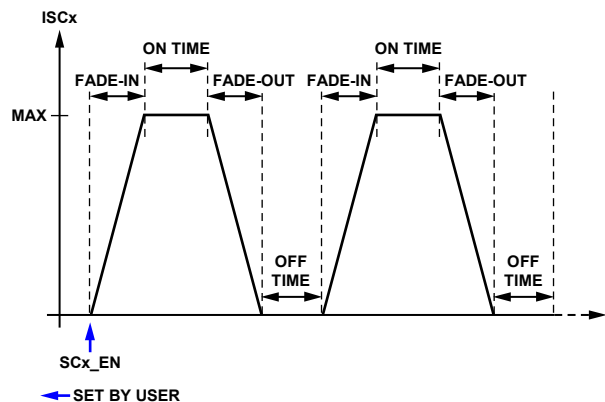 ISCx
ON TIME
ON TIME
FADE-IN
FADE-OUT
FADE-IN
FADE-OUT
MAX
OFF
TIME
OFF
TIME
SCx_EN
SET BY USER